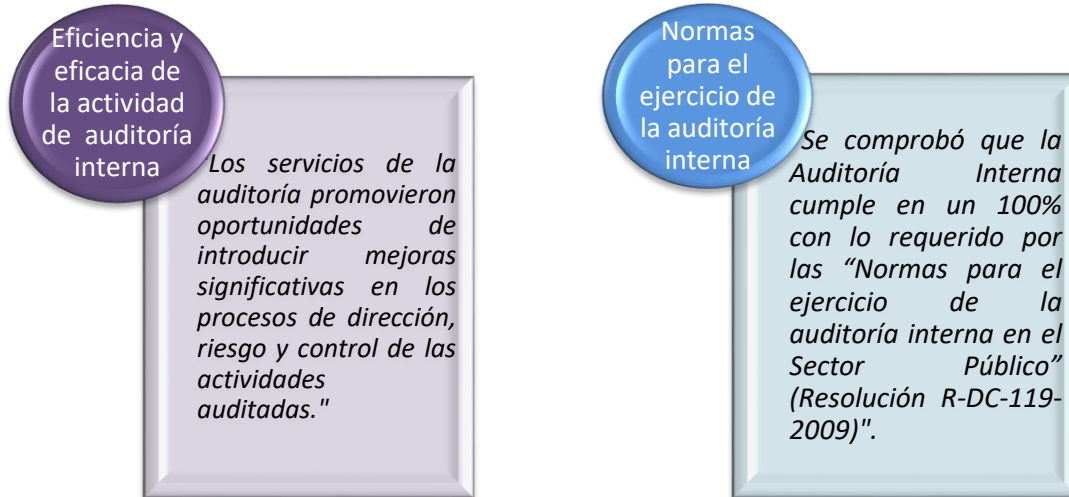 Eficiencia y
eficacia de
la actividad
de auditoría
interna
"Los servicios de la
auditoría promovieron
oportunidades de
introducir mejoras
significativas en los
procesos de dirección,
riesgo y control de las
actividades
auditadas."
Normas
para el
ejercicio de
la auditoría
interna
"Se comprobó que la
Auditoría Interna
cumple en un 100%
con lo requerido por
las “Normas para el
ejercicio de la
auditoría interna en el
Sector Público”
(Resolución R-DC-119-
2009)".